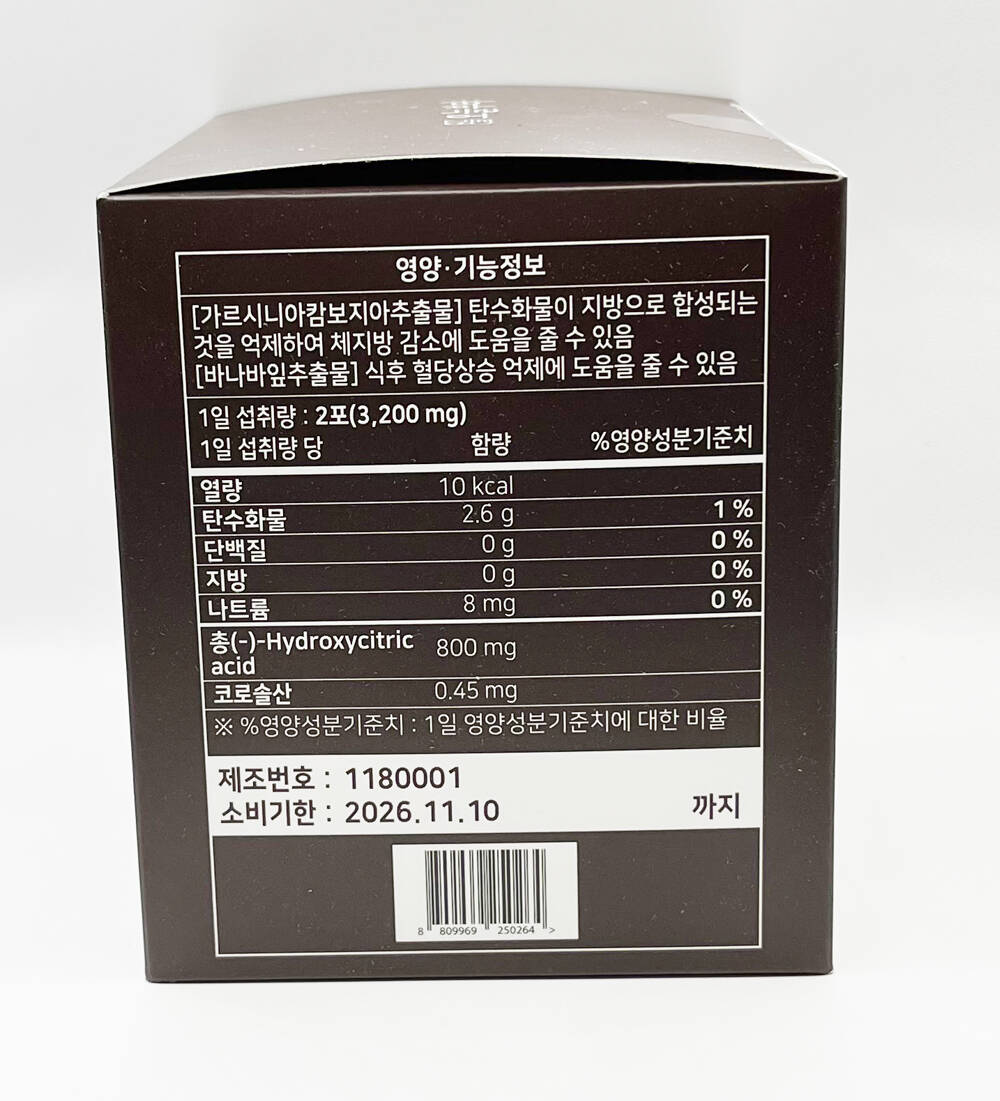 영양·기능정보
[가르시니아캄보지아추출물] 탄수화물이 지방으로 합성되는
것을 억제하여 체지방 감소에 도움을 줄 수 있음
[바나바잎추출물] 식후 혈당상승 억제에 도움을 줄 수 있음
1일 섭취량 : 2포(3,200 mg)
1일 섭취량 당 함량 %영양성분기준치
열량 10 kcal
탄수화물 2.6 g 1 %
단백질 0 g 0 %
지방 0 g 0 %
나트륨 8 mg 0 %
총(-)-Hydroxycitric acid 800 mg
코로솔산 0.45 mg
※ %영양성분기준치 : 1일 영양성분기준치에 대한 비율
제조번호 : 1180001
소비기한 : 2026.11.10 까지
8 809969 250264 >